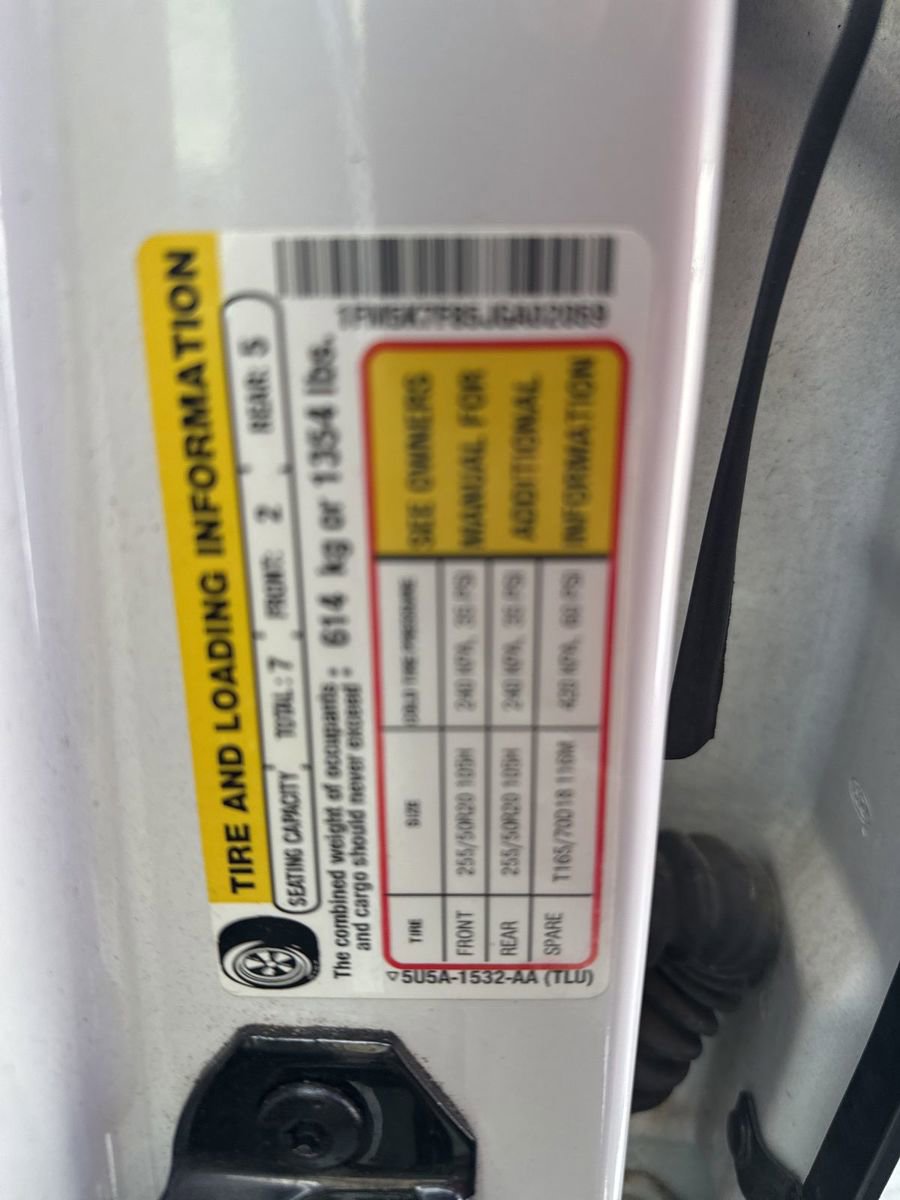 TIRE AND LOADING INFORMATION
SEATING CAPACITY TOTAL: 7 FRONT: 2 REAR: 5
The combined weight of occupants
and cargo should never exceed : 614 kg or 1354 lbs.
TIRE SIZE COLD TIRE PRESSURE
FRONT 255/50R20 105H 240 KPA, 35 PSI
REAR 255/50R20 105H 240 KPA, 35 PSI
SPARE T165/70D18 116M 420 KPA, 60 PSI
SEE OWNERS
MANUAL FOR
ADDITIONAL
INFORMATION
5U5A-1532-AA (TLU)